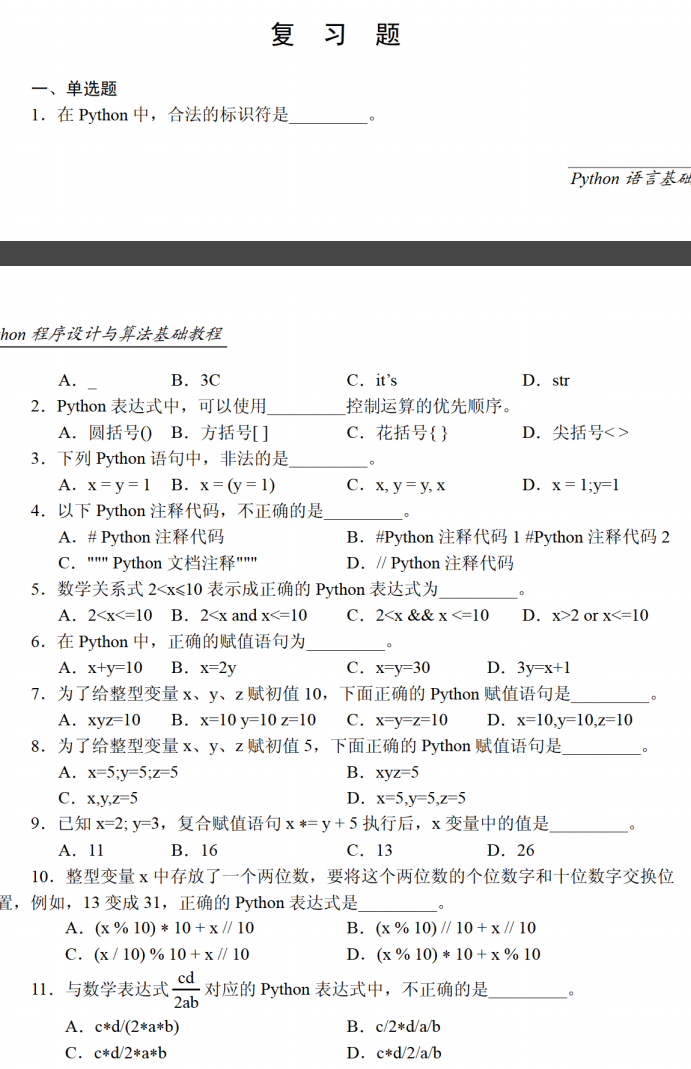 复 习 题
一、单选题
1．在 Python 中，合法的标识符是_________。
Python 语言基础
hon 程序设计与算法基础教程
A．_ B．3C C．it’s D．str
2．Python 表达式中，可以使用_________控制运算的优先顺序。
A．圆括号() B．方括号[ ] C．花括号{ } D．尖括号< >
3．下列 Python 语句中，非法的是_________。
A．x = y = 1 B．x = (y = 1) C．x, y = y, x D．x = 1;y=1
4．以下 Python 注释代码，不正确的是_________。
A．# Python 注释代码 B．#Python 注释代码 1 #Python 注释代码 2
C．""" Python 文档注释""" D．// Python 注释代码
5．数学关系式 2<x⩽10 表示成正确的 Python 表达式为_________。
A．2<x<=10 B．2<x and x<=10 C．2<x && x <=10 D．x>2 or x<=10
6．在 Python 中，正确的赋值语句为_________。
A．x+y=10 B．x=2y C．x=y=30 D．3y=x+1
7．为了给整型变量 x、y、z 赋初值 10，下面正确的 Python 赋值语句是_________。
A．xyz=10 B．x=10 y=10 z=10 C．x=y=z=10 D．x=10,y=10,z=10
8．为了给整型变量 x、y、z 赋初值 5，下面正确的 Python 赋值语句是_________。
A．x=5;y=5;z=5 B．xyz=5
C．x,y,z=5 D．x=5,y=5,z=5
9．已知 x=2; y=3，复合赋值语句 x *= y + 5 执行后，x 变量中的值是_________。
A．11 B．16 C．13 D．26
10．整型变量 x 中存放了一个两位数，要将这个两位数的个位数字和十位数字交换位
置，例如，13 变成 31，正确的 Python 表达式是_________。
A．(x % 10) * 10 + x // 10 B．(x % 10) // 10 + x // 10
C．(x / 10) % 10 + x // 10 D．(x % 10) * 10 + x % 10
11．与数学表达式 cd/2ab 对应的 Python 表达式中，不正确的是_________。
A．c*d/(2*a*b) B．c/2*d/a/b
C．c*d/2*a*b D．c*d/2/a/b